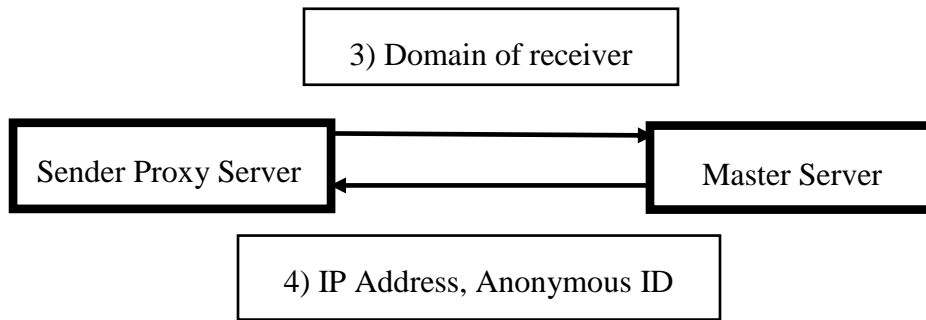 3) Domain of receiver
Sender Proxy Server
Master Server
4) IP Address, Anonymous ID